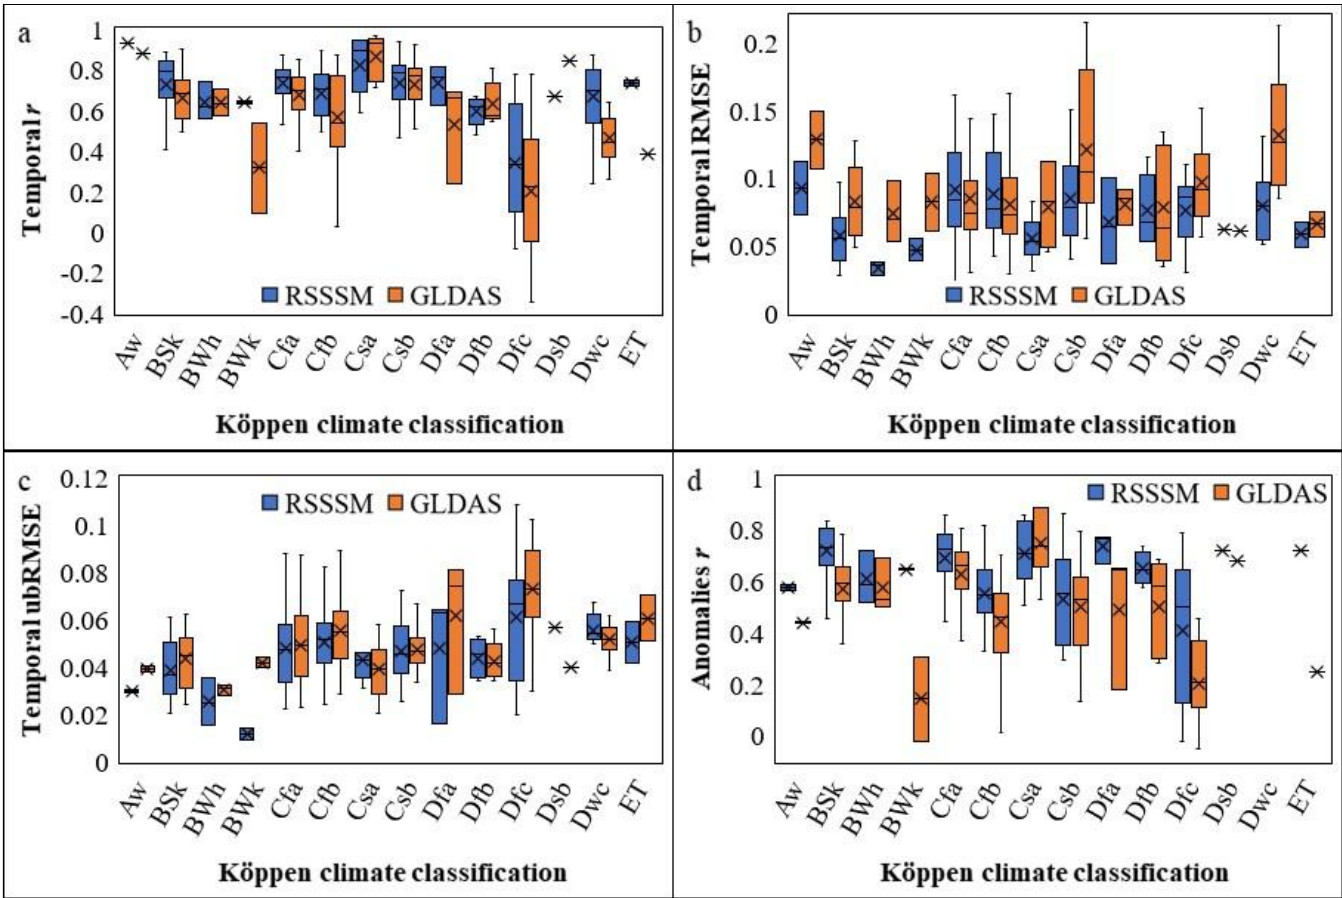 a
Temporal r
1
0.8
0.6
0.4
0.2
0
-0.2
-0.4
RSSSM GLDAS
Aw BSk BWh BWk Cfa Cfb Csa Csb Dfa Dfb Dfc Dsb Dwc ET
Köppen climate classification
b
Temporal RMSE
0.2
0.15
0.1
0.05
0
RSSSM GLDAS
Aw BSk BWh BWk Cfa Cfb Csa Csb Dfa Dfb Dfc Dsb Dwc ET
Köppen climate classification
c
Temporal ubRMSE
0.12
0.1
0.08
0.06
0.04
0.02
0
RSSSM GLDAS
Aw BSk BWh BWk Cfa Cfb Csa Csb Dfa Dfb Dfc Dsb Dwc ET
Köppen climate classification
d
Anomalies r
1
0.8
0.6
0.4
0.2
0
RSSSM GLDAS
Aw BSk BWh BWk Cfa Cfb Csa Csb Dfa Dfb Dfc Dsb Dwc ET
Köppen climate classification